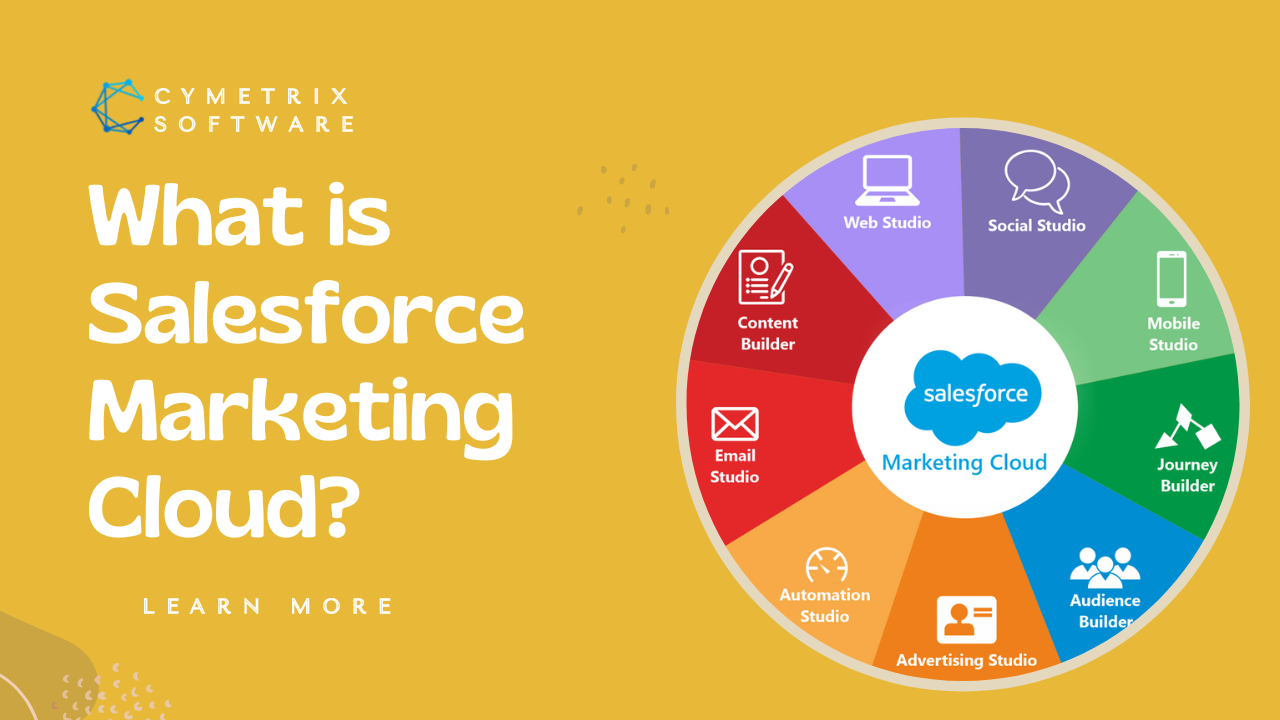 CYMETRIX
SOFTWARE
What is
Salesforce
Marketing
Cloud?
LEARN MORE
Web Studio
Social Studio
Mobile
Studio
Journey
Builder
Audience
Builder
Advertising Studio
Automation
Studio
Email
Studio
Content
Builder
salesforce
Marketing Cloud